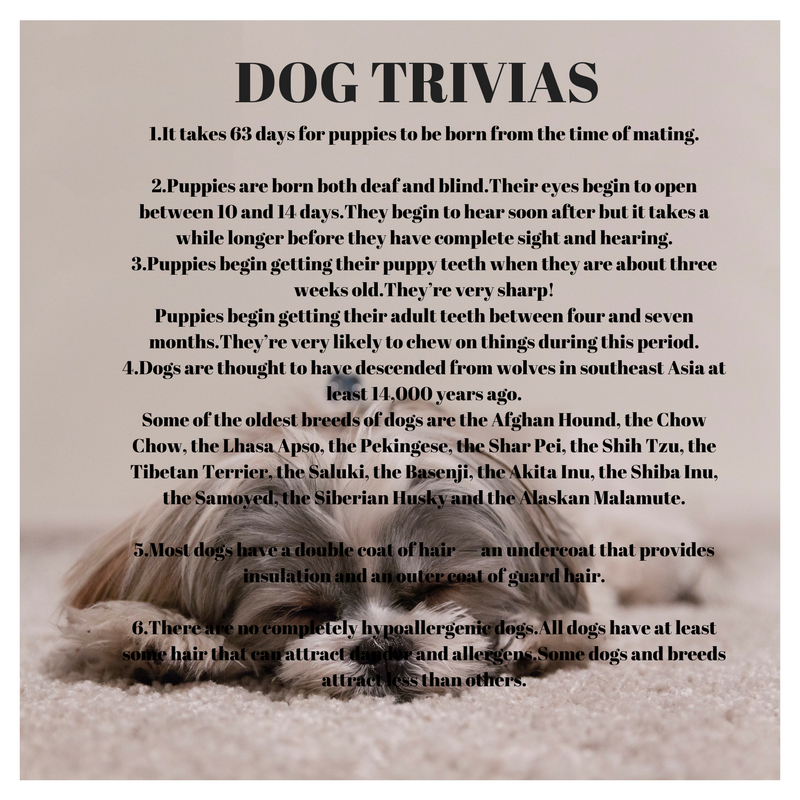 DOG TRIVIAS
1.It takes 63 days for puppies to be born from the time of mating.
2.Puppies are born both deaf and blind.Their eyes begin to open
between 10 and 14 days.They begin to hear soon after but it takes a
while longer before they have complete sight and hearing.
3.Puppies begin getting their puppy teeth when they are about three
weeks old.They're very sharp!
Puppies begin getting their adult teeth between four and seven
months.They're very likely to chew on things during this period.
4.Dogs are thought to have descended from wolves in southeast Asia at
least 14,000 years ago.
Some of the oldest breeds of dogs are the Afghan Hound, the Chow
Chow, the Lhasa Apso, the Pekingese, the Shar Pei, the Shih Tzu, the
Tibetan Terrier, the Saluki, the Basenji, the Akita Inu, the Shiba Inu,
the Samoyed, the Siberian Husky and the Alaskan Malamute.
5.Most dogs have a double coat of hair — an undercoat that provides
insulation and an outer coat of guard hair.
6.There are no completely hypoallergenic dogs.All dogs have at least
some hair that can attract dander and allergens.Some dogs and breeds
attract less than others.